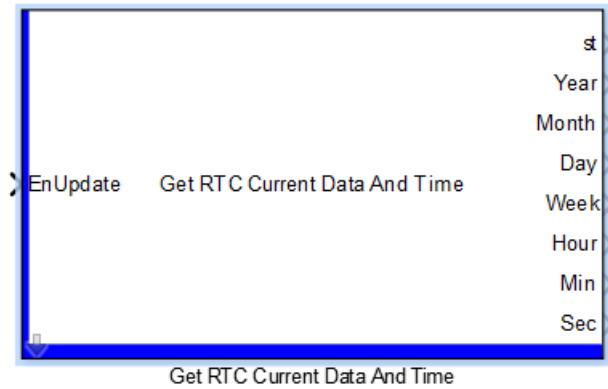 st
Year
Month
Day
EnUpdate Get RTC Current Data And Time
Week
Hour
Min
Sec
Get RTC Current Data And Time